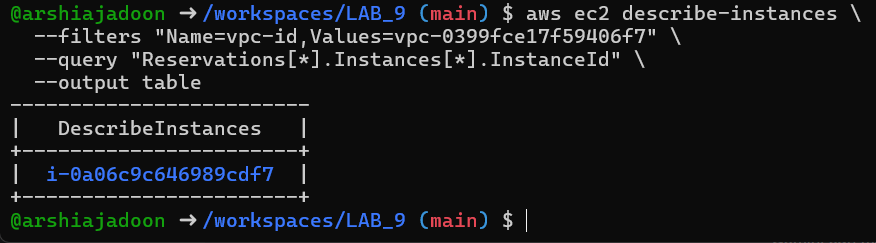 @arshiajadoon ➜ /workspaces/LAB_9 (main) $ aws ec2 describe-instances \
  --filters "Name=vpc-id,Values=vpc-0399fce17f59406f7" \
  --query "Reservations[*].Instances[*].InstanceId" \
  --output table
-------------------------
|   DescribeInstances   |
+-----------------------+
|  i-0a06c9c646989cdf7  |
+-----------------------+
@arshiajadoon ➜ /workspaces/LAB_9 (main) $